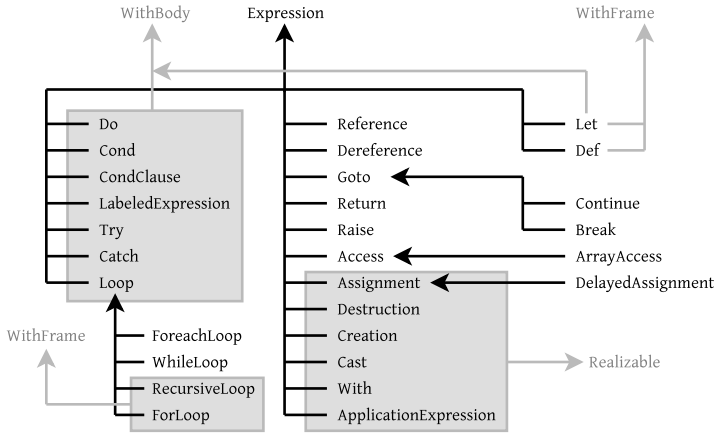 WithBody
Expression
WithFrame
Do
Reference
Let
Cond
Dereference
Def
CondClause
Goto
LabeledExpression
Return
Continue
Try
Raise
Break
Catch
Access
ArrayAccess
Loop
Assignment
DelayedAssignment
Destruction
WithFrame
ForeachLoop
Creation
WhileLoop
Cast
Realizable
RecursiveLoop
With
ForLoop
ApplicationExpression